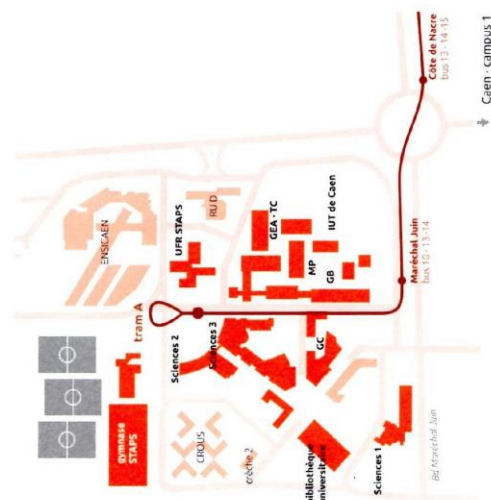 Côte de Nacre
bus 13 - 14 -15
Caen · campus 1
RU D
ENSICAEN
UFR STAPS
GEA · TC
IUT de Caen
MP
GB
Maréchal Juin
bus 10 - 13 -14
tram A
Sciences 2
Sciences 3
GC
gymnase
STAPS
CROUS
crèche 2
bibliothèque
universitaire
Sciences 1
Bd Maréchal Juin